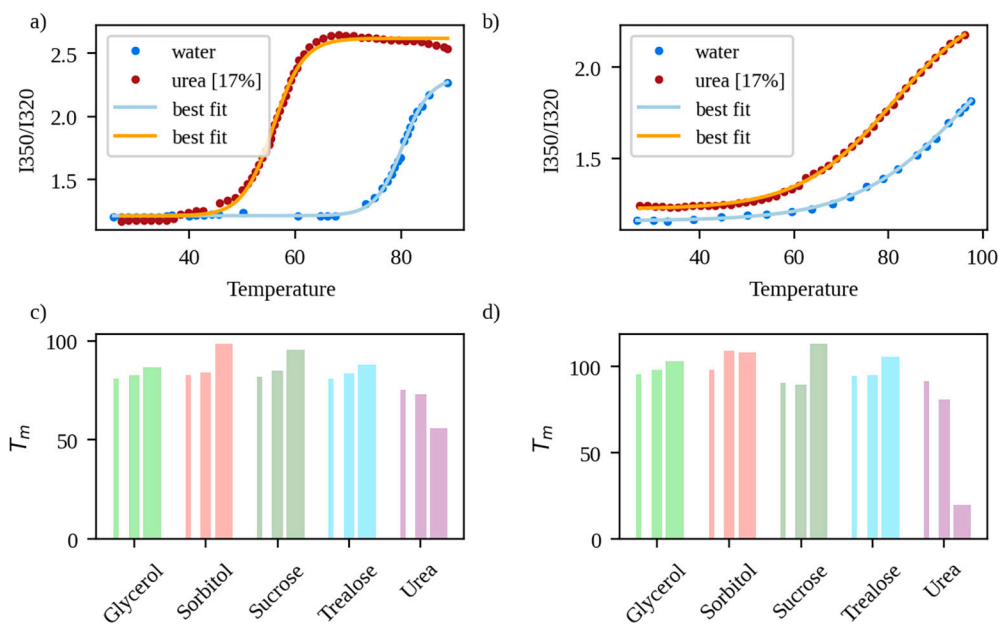 a)
2.5
2.0
1.5
I350/I320
water
urea [17%]
best fit
best fit
40
60
80
Temperature
b)
2.0
1.5
I350/I320
water
urea [17%]
best fit
best fit
40
60
80
100
Temperature
c)
100
50
0
Tm
Glycerol
Sorbitol
Sucrose
Trealose
Urea
d)
100
50
0
Tm
Glycerol
Sorbitol
Sucrose
Trealose
Urea